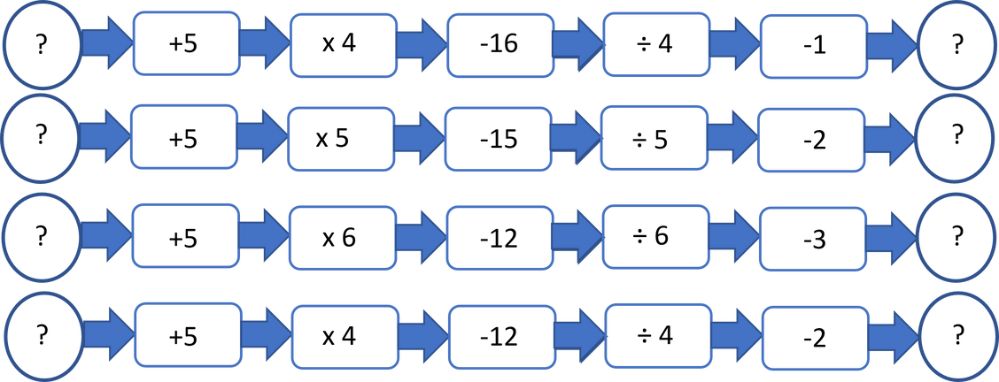 ? +5 x 4 -16 ÷ 4 -1 ?
? +5 x 5 -15 ÷ 5 -2 ?
? +5 x 6 -12 ÷ 6 -3 ?
? +5 x 4 -12 ÷ 4 -2 ?